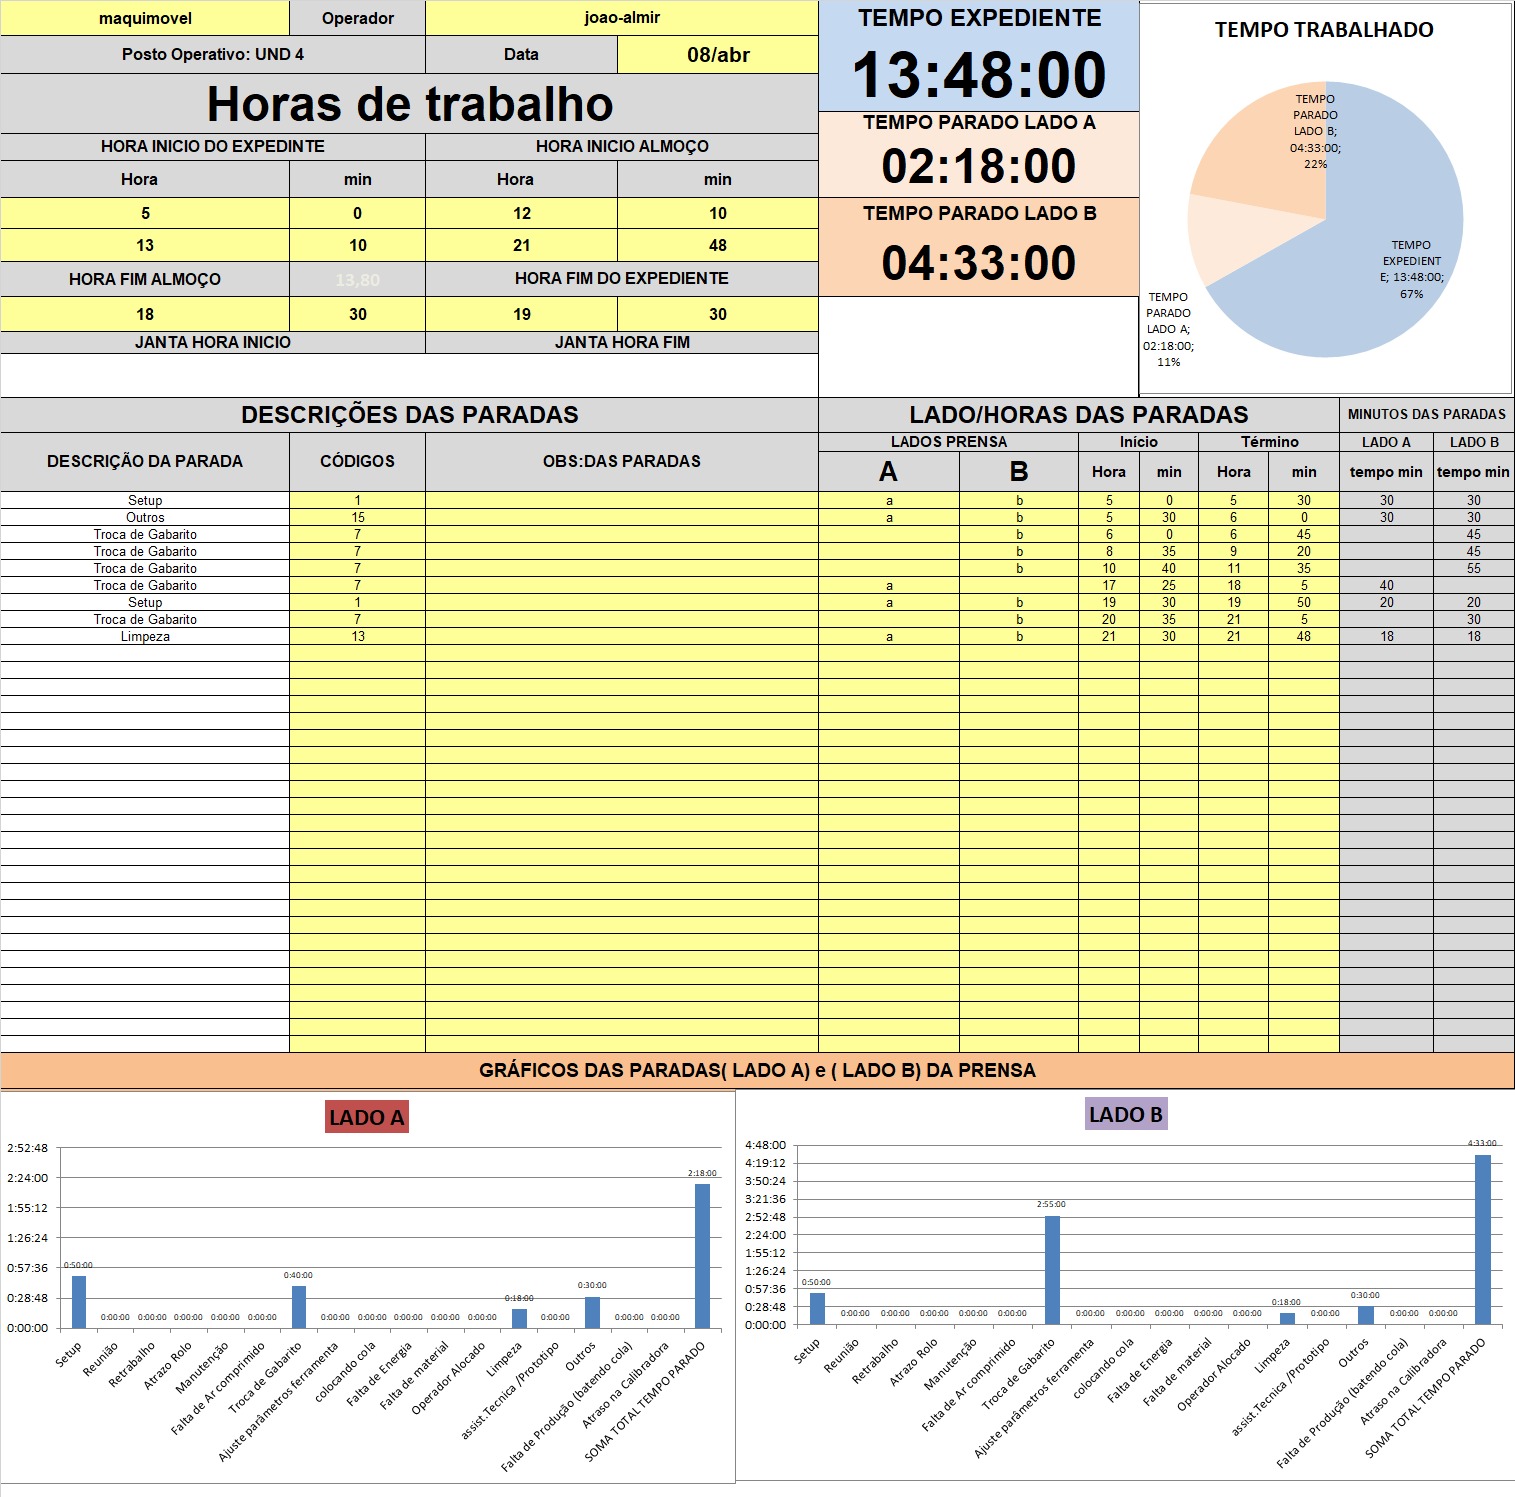 maquimovel Operador joao-almir
Posto Operativo: UND 4 Data 08/abr
Horas de trabalho
HORA INICIO DO EXPEDINTE HORA INICIO ALMOÇO
Hora min Hora min
5 0 12 10
13 10 21 48
HORA FIM ALMOÇO 13,80 HORA FIM DO EXPEDIENTE
18 30 19 30
JANTA HORA INICIO JANTA HORA FIM
TEMPO EXPEDIENTE
13:48:00
TEMPO PARADO LADO A
02:18:00
TEMPO PARADO LADO B
04:33:00
TEMPO TRABALHADO
TEMPO
PARADO
LADO B;
04:33:00;
22%
TEMPO
EXPEDIENT
E; 13:48:00;
67%
TEMPO
PARADO
LADO A;
02:18:00;
11%
DESCRIÇÕES DAS PARADAS LADO/HORAS DAS PARADAS MINUTOS DAS PARADAS
DESCRIÇÃO DA PARADA CÓDIGOS OBS:DAS PARADAS LADOS PRENSA Início Término LADO A LADO B
A B Hora min Hora min tempo min tempo min
Setup 1 a b 5 0 5 30 30 30
Outros 15 a b 5 30 6 0 30 30
Troca de Gabarito 7 b 6 0 6 45 45
Troca de Gabarito 7 b 8 35 9 20 45
Troca de Gabarito 7 b 10 40 11 35 55
Troca de Gabarito 7 a 17 25 18 5 40
Setup 1 a b 19 30 19 50 20 20
Troca de Gabarito 7 b 20 35 21 5 30
Limpeza 13 a b 21 30 21 48 18 18
GRÁFICOS DAS PARADAS( LADO A) e ( LADO B) DA PRENSA
LADO A
2:52:48
2:24:00
1:55:12
1:26:24
0:57:36
0:28:48
0:00:00
0:50:00 0:00:00 0:00:00 0:00:00 0:00:00 0:00:00 0:40:00 0:00:00 0:00:00 0:00:00 0:00:00 0:00:00 0:18:00 0:00:00 0:30:00 0:00:00 0:00:00 2:18:00
Setup
Reunião
Retrabalho
Atrazo Rolo
Manutenção
Falta de Ar comprimido
Troca de Gabarito
Ajuste parâmetros ferramenta
colocando cola
Falta de Energia
Falta de material
Operador Alocado
Limpeza
assist.Tecnica /Prototipo
Outros
Falta de Produção (batendo cola)
Atraso na Calibradora
SOMA TOTAL TEMPO PARADO
LADO B
4:48:00
4:19:12
3:50:24
3:21:36
2:52:48
2:24:00
1:55:12
1:26:24
0:57:36
0:28:48
0:00:00
0:50:00 0:00:00 0:00:00 0:00:00 0:00:00 0:00:00 2:55:00 0:00:00 0:00:00 0:00:00 0:00:00 0:00:00 0:18:00 0:00:00 0:30:00 0:00:00 0:00:00 4:33:00
Setup
Reunião
Retrabalho
Atrazo Rolo
Manutenção
Falta de Ar comprimido
Troca de Gabarito
Ajuste parâmetros ferramenta
colocando cola
Falta de Energia
Falta de material
Operador Alocado
Limpeza
assist.Tecnica /Prototipo
Outros
Falta de Produção (batendo cola)
Atraso na Calibradora
SOMA TOTAL TEMPO PARADO